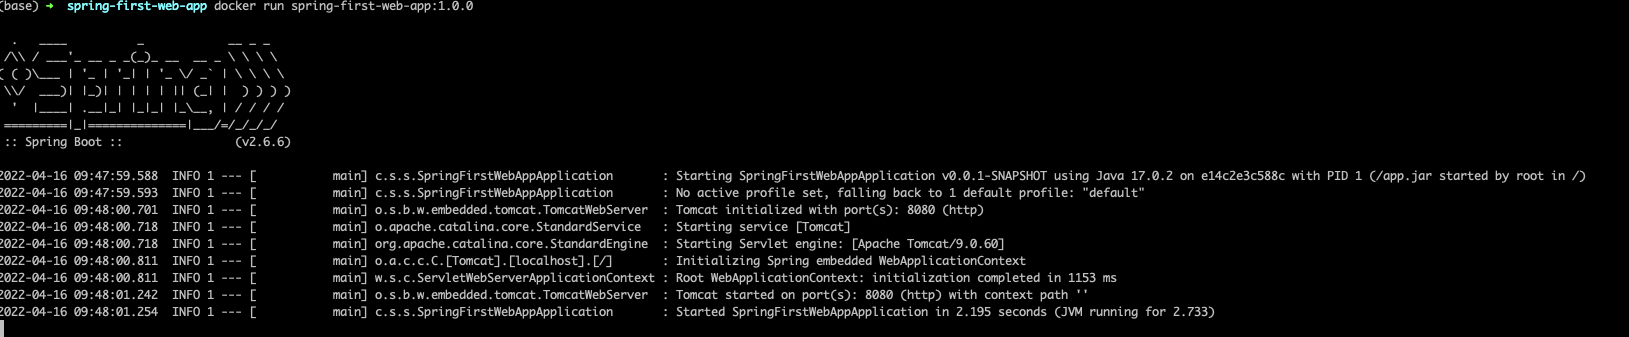 (base) ➜  spring-first-web-app docker run spring-first-web-app:1.0.0

  .   ____          _            __ _ _
 /\\ / ___'_ __ _ _(_)_ __  __ _ \ \ \ \
( ( )\___ | '_ | '_| | '_ \/ _` | \ \ \ \
 \\/  ___)| |_)| | | | | || (_| |  ) ) ) )
  '  |____| .__|_| |_|_| |_\__, | / / / /
 =========|_|==============|___/=/_/_/_/
 :: Spring Boot ::                (v2.6.6)

2022-04-16 09:47:59.588  INFO 1 --- [           main] c.s.s.SpringFirstWebAppApplication       : Starting SpringFirstWebAppApplication v0.0.1-SNAPSHOT using Java 17.0.2 on e14c2e3c588c with PID 1 (/app.jar started by root in /)
2022-04-16 09:47:59.593  INFO 1 --- [           main] c.s.s.SpringFirstWebAppApplication       : No active profile set, falling back to 1 default profile: "default"
2022-04-16 09:48:00.701  INFO 1 --- [           main] o.s.b.w.embedded.tomcat.TomcatWebServer  : Tomcat initialized with port(s): 8080 (http)
2022-04-16 09:48:00.718  INFO 1 --- [           main] o.apache.catalina.core.StandardService   : Starting service [Tomcat]
2022-04-16 09:48:00.718  INFO 1 --- [           main] org.apache.catalina.core.StandardEngine  : Starting Servlet engine: [Apache Tomcat/9.0.60]
2022-04-16 09:48:00.811  INFO 1 --- [           main] o.a.c.c.C.[Tomcat].[localhost].[/]       : Initializing Spring embedded WebApplicationContext
2022-04-16 09:48:00.811  INFO 1 --- [           main] w.s.c.ServletWebServerApplicationContext : Root WebApplicationContext: initialization completed in 1153 ms
2022-04-16 09:48:01.242  INFO 1 --- [           main] o.s.b.w.embedded.tomcat.TomcatWebServer  : Tomcat started on port(s): 8080 (http) with context path ''
2022-04-16 09:48:01.254  INFO 1 --- [           main] c.s.s.SpringFirstWebAppApplication       : Started SpringFirstWebAppApplication in 2.195 seconds (JVM running for 2.733)